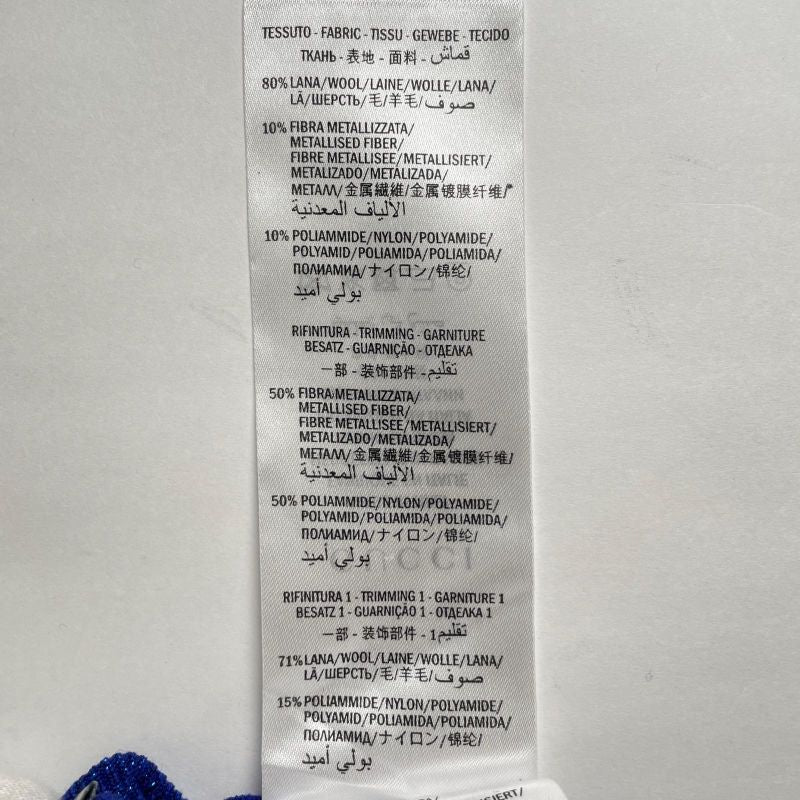 TESSUTO - FABRIC - TISSU - GEWEBE - TECIDO
ТКАНЬ - 表地 - 面料 - قماش
80% LANA/WOOL/LAINE/WOLLE/LANA/
LÃ/ШЕРСТЬ/毛/羊毛/صوف
10% FIBRA METALLIZZATA/
METALLISED FIBER/
FIBRE METALLISEE/METALLISIERT/
METALIZADO/METALIZADA/
МЕТАЛЛ/金属繊維/金属镀膜纤维/
الألياف المعدنية
10% POLIAMMIDE/NYLON/POLYAMIDE/
POLYAMID/POLIAMIDA/POLIAMIDA/
ПОЛИАМИД/ナイロン/锦纶/
بولي أميد
RIFINITURA - TRIMMING - GARNITURE
BESATZ - GUARNIÇÃO - ОТДЕЛКА
一部 - 装饰部件 - تقليم
50% FIBRA METALLIZZATA/
METALLISED FIBER/
FIBRE METALLISEE/METALLISIERT/
METALIZADO/METALIZADA/
МЕТАЛЛ/金属繊維/金属镀膜纤维/
الألياف المعدنية
50% POLIAMMIDE/NYLON/POLYAMIDE/
POLYAMID/POLIAMIDA/POLIAMIDA/
ПОЛИАМИД/ナイロン/锦纶/
بولي أميد
RIFINITURA 1 - TRIMMING 1 - GARNITURE 1
BESATZ 1 - GUARNIÇÃO 1 - ОТДЕЛКА 1
一部 - 装饰部件 - 1 تقليم
71% LANA/WOOL/LAINE/WOLLE/LANA/
LÃ/ШЕРСТЬ/毛/羊毛/صوف
15% POLIAMMIDE/NYLON/POLYAMIDE/
POLYAMID/POLIAMIDA/POLIAMIDA/
ПОЛИАМИД/ナイロン/锦纶/
بولي أميد